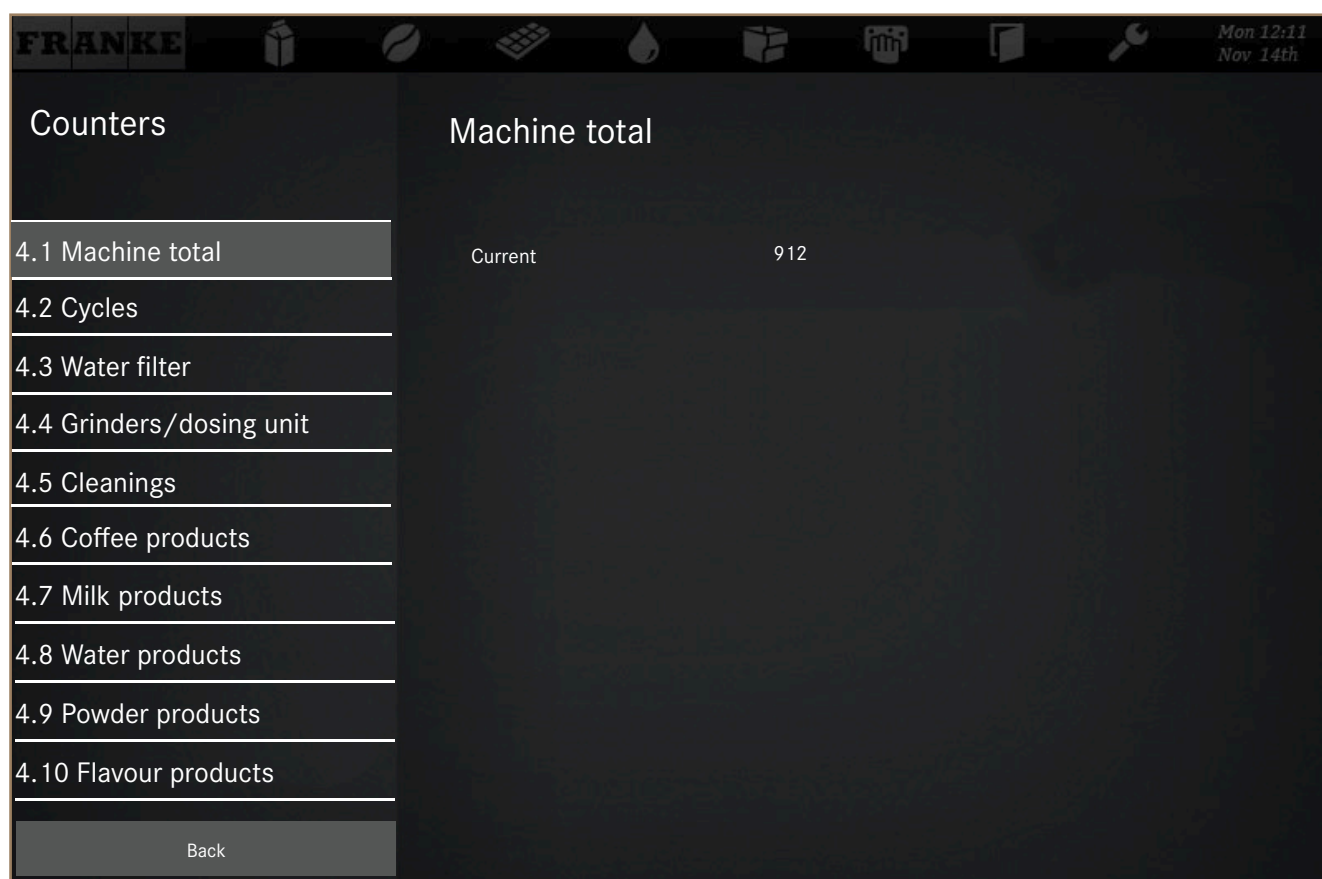 FRANKE
Mon 12:11
Nov 14th
Counters
Machine total
4.1 Machine total
Current 912
4.2 Cycles
4.3 Water filter
4.4 Grinders/dosing unit
4.5 Cleanings
4.6 Coffee products
4.7 Milk products
4.8 Water products
4.9 Powder products
4.10 Flavour products
Back